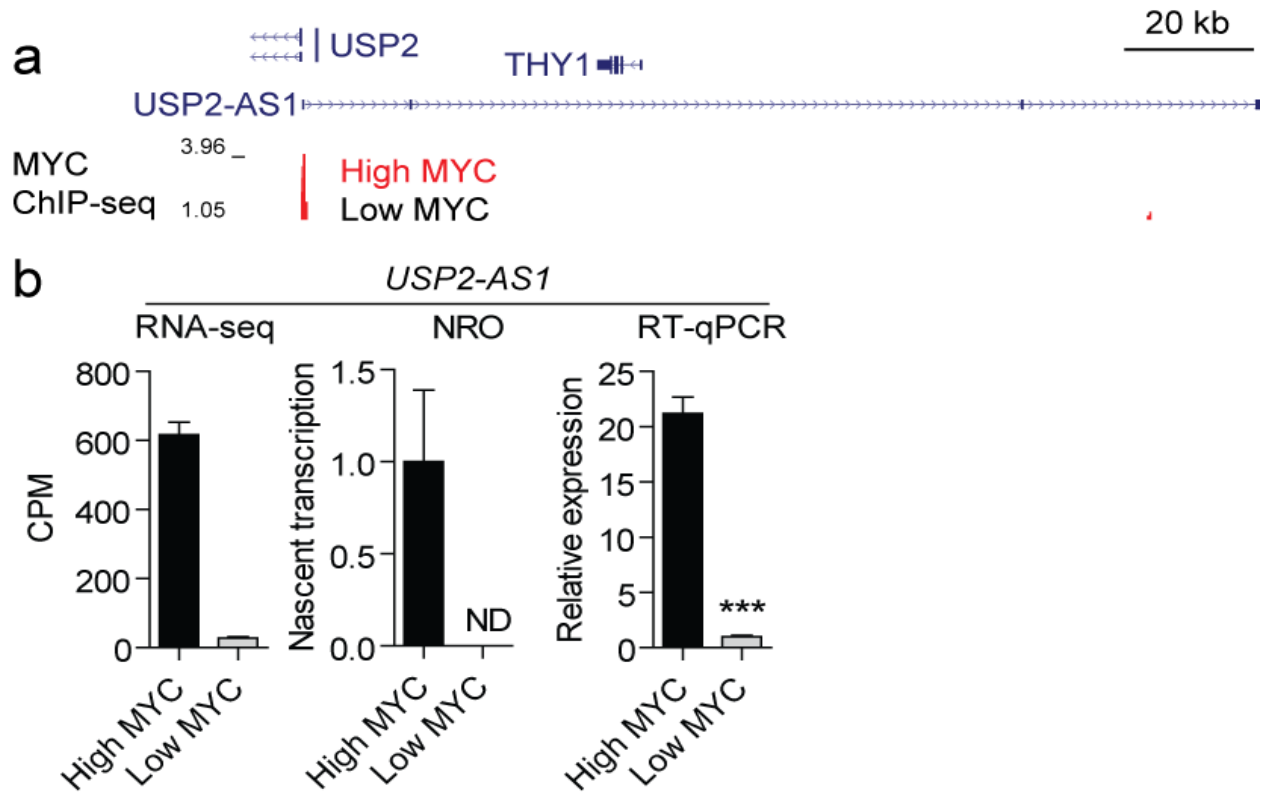 a
USP2
20 kb
THY1
USP2-AS1
MYC
ChIP-seq
3.96
1.05
High MYC
Low MYC
b
USP2-AS1
RNA-seq
NRO
RT-qPCR
CPM
800
600
400
200
0
High MYC
Low MYC
Nascent transcription
1.5
1.0
0.5
0.0
ND
High MYC
Low MYC
Relative expression
25
20
15
10
5
0
***
High MYC
Low MYC